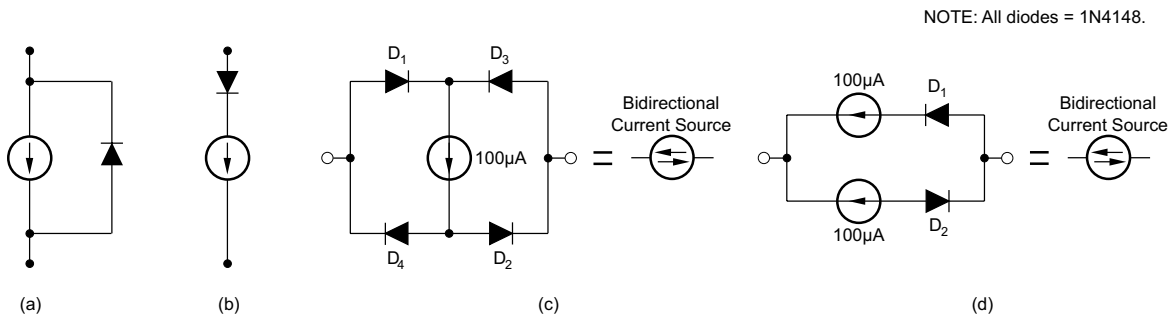 NOTE: All diodes = 1N4148.
D1
D3
100µA
D4
D2
Bidirectional
Current Source
=
100µA
D1
100µA
D2
Bidirectional
Current Source
=
(a)
(b)
(c)
(d)